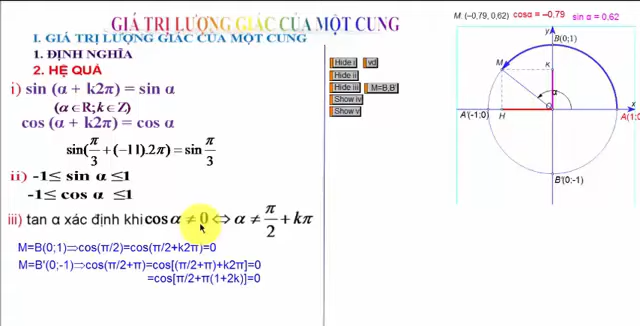 GIÁ TRỊ LƯỢNG GIÁC CỦA MỘT CUNG
I. GIÁ TRỊ LƯỢNG GIÁC CỦA MỘT CUNG
1. ĐỊNH NGHĨA
2. HỆ QUẢ
i) sin (α + k2π) = sin α
(α∈R; k∈Z)
cos (α + k2π) = cos α
sin(π/3 + (−11).2π) = sin π/3
ii) -1≤ sin α ≤1
-1≤ cos α ≤1
iii) tan α xác định khi cos α ≠ 0 ⇔ α ≠ π/2 + kπ
M=B(0;1)⇒cos(π/2)=cos(π/2+k2π)=0
M=B'(0;-1)⇒cos(π/2+π)=cos[(π/2+π)+k2π]=0
=cos[π/2+π(1+2k)]=0
Hide i
vd
Hide ii
Hide iii
M=B,B'
Show iv
Show v
M: (-0,79, 0,62) cosα = -0.79 sin α = 0.62
y
B(0;1)
M
K
α
A'(-1;0)
H
O
x
A(1;0
B'(0;-1)